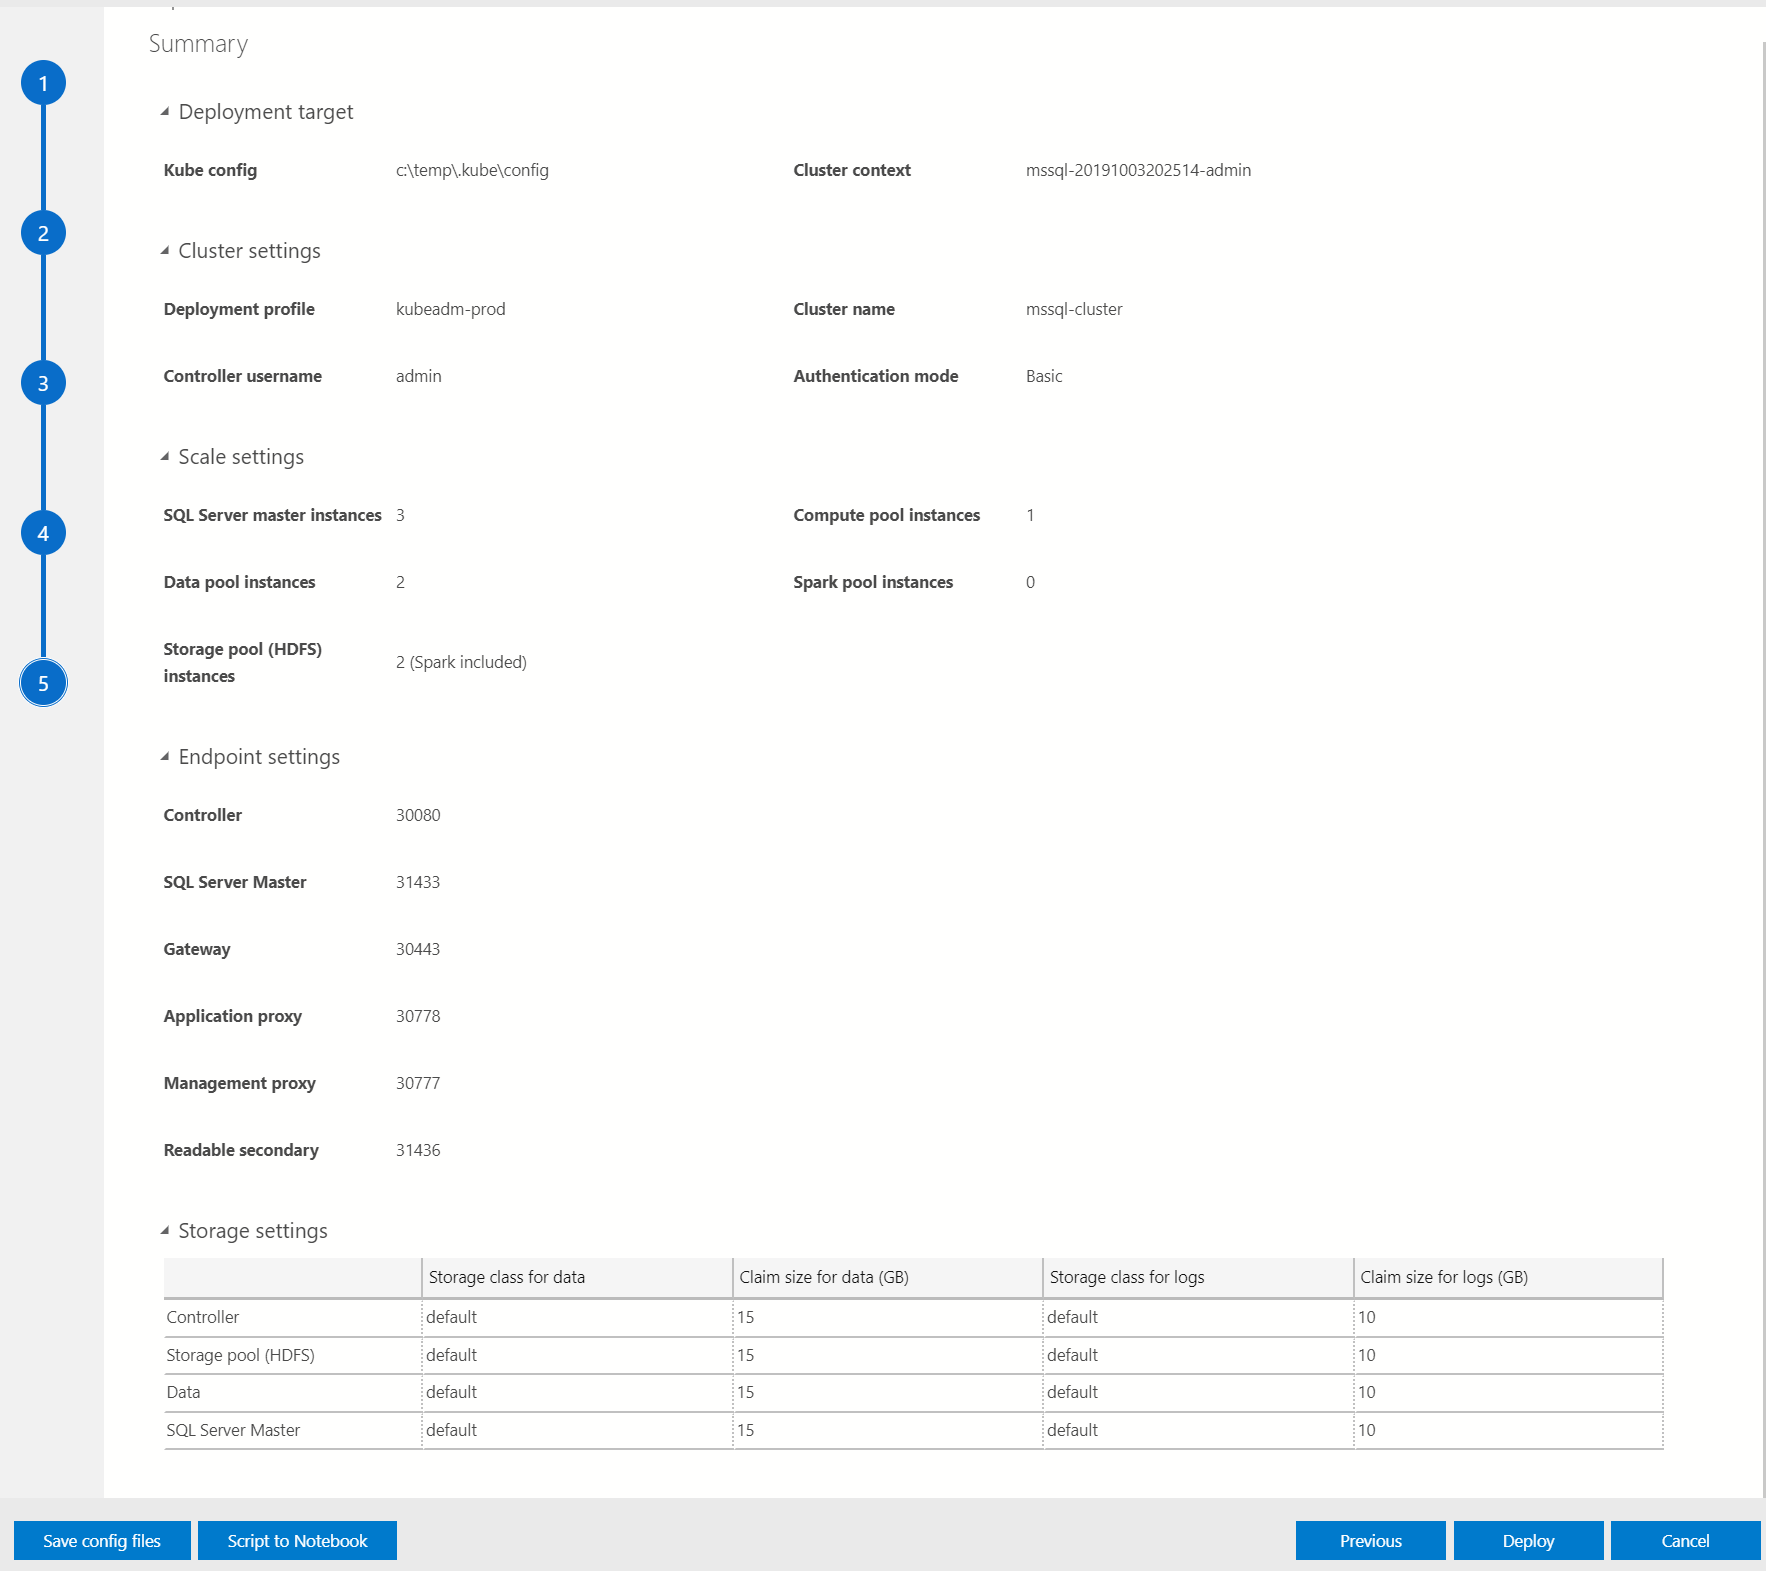 Summary
1
2
3
4
5
Deployment target
Kube config c:\temp\.kube\config Cluster context mssql-20191003202514-admin
Cluster settings
Deployment profile kubeadm-prod Cluster name mssql-cluster
Controller username admin Authentication mode Basic
Scale settings
SQL Server master instances 3 Compute pool instances 1
Data pool instances 2 Spark pool instances 0
Storage pool (HDFS)
instances 2 (Spark included)
Endpoint settings
Controller 30080
SQL Server Master 31433
Gateway 30443
Application proxy 30778
Management proxy 30777
Readable secondary 31436
Storage settings
Storage class for data Claim size for data (GB) Storage class for logs Claim size for logs (GB)
Controller default 15 default 10
Storage pool (HDFS) default 15 default 10
Data default 15 default 10
SQL Server Master default 15 default 10
Save config files Script to Notebook Previous Deploy Cancel